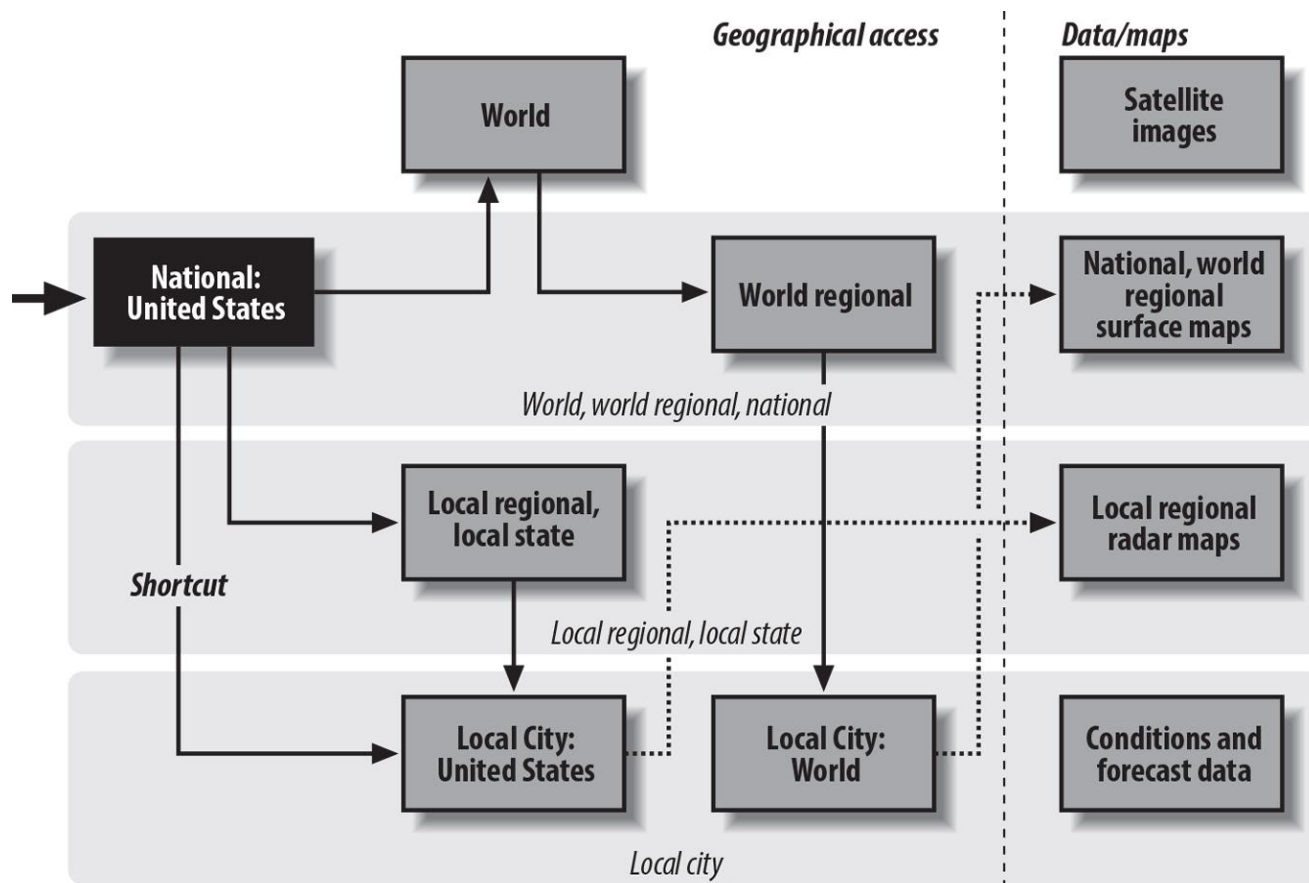 Geographical access
Data/maps
World
Satellite
images
National:
United States
World regional
National, world
regional
surface maps
World, world regional, national
Local regional,
local state
Local regional
radar maps
Shortcut
Local regional, local state
Local City:
United States
Local City:
World
Conditions and
forecast data
Local city